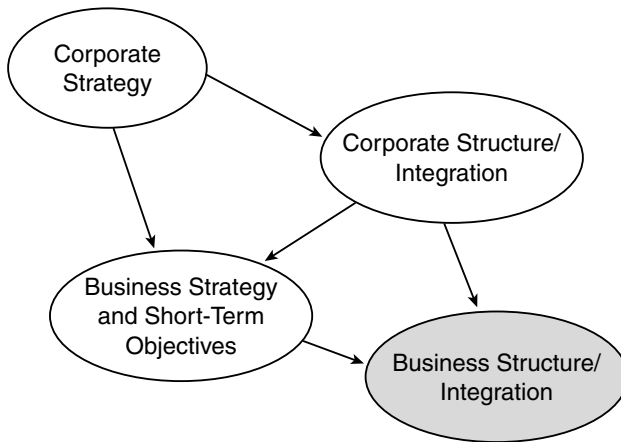 Corporate
Strategy
Corporate Structure/
Integration
Business Strategy
and Short-Term
Objectives
Business Structure/
Integration